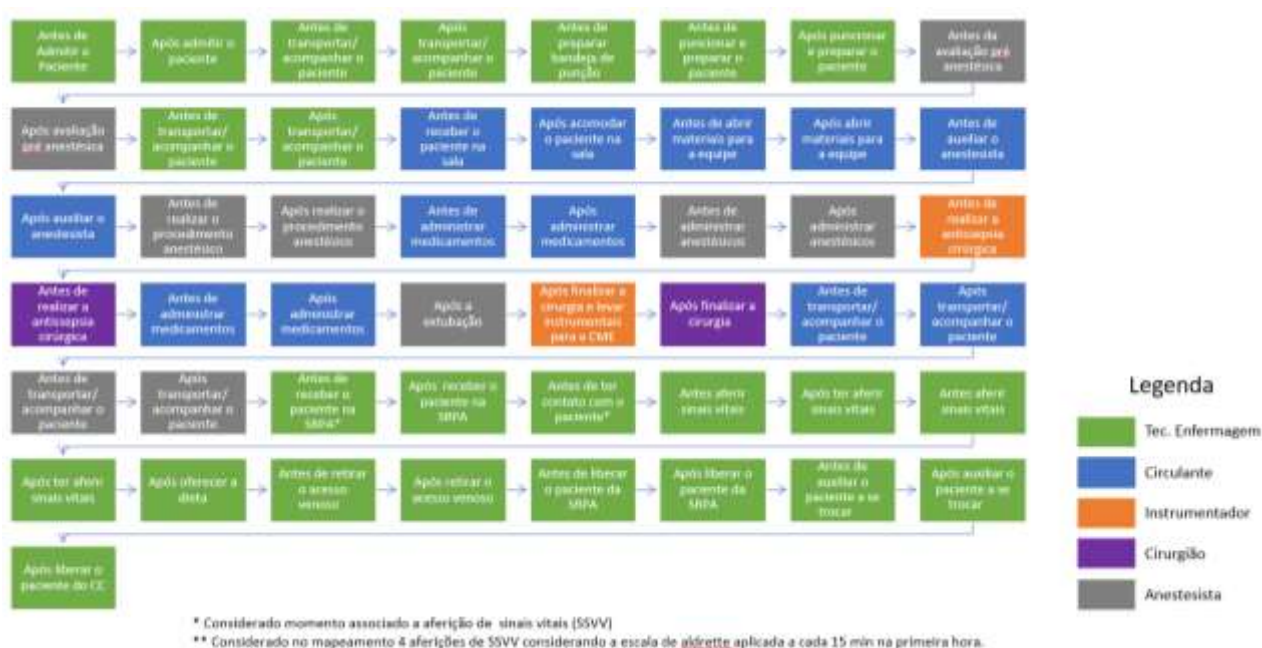 Antes de
Admitir o
Paciente
Após admitir o
paciente
Antes de
transportar/
acompanhar o
paciente
Após
transportar/
acompanhar o
paciente
Antes de
preparar
bandeja de
punção
Antes de
puncionar e
preparar o
paciente
Após puncionar
e preparar o
paciente
Antes da
avaliação pré
anestésica
Após avaliação
pré anestésica
Antes de
transportar/
acompanhar o
paciente
Após
transportar/
acompanhar o
paciente
Antes de
receber o
paciente na
sala
Após acomodar
o paciente na
sala
Antes de abrir
materiais para
a equipe
Após abrir
materiais para
a equipe
Antes de
auxiliar o
anestesista
Após auxiliar o
anestesista
Antes de
realizar o
procedimento
anestésico
Após realizar o
procedimento
anestésico
Antes de
administrar
medicamentos
Após
administrar
medicamentos
Antes de
administrar
anestésicos
Após
administrar
anestésicos
Antes de
realizar a
antissepsia
cirúrgica
Antes de
realizar a
antissepsia
cirúrgica
Antes de
administrar
medicamentos
Após
administrar
medicamentos
Após a
extubação
Após finalizar a
cirurgia e levar
instrumentais
para a CME
Após finalizar a
cirurgia
Antes de
transportar/
acompanhar o
paciente
Após
transportar/
acompanhar o
paciente
Antes de
transportar/
acompanhar o
paciente
Após
transportar/
acompanhar o
paciente
Antes de
receber o
paciente na
SRPA*
Após receber o
paciente na
SRPA
Antes de ter
contato com o
paciente*
Antes aferir
sinais vitais
Após ter aferir
sinais vitais
Antes aferir
sinais vitais
Após ter aferir
sinais vitais
Após oferecer a
dieta
Antes de retirar
o acesso
venoso
Após retirar o
acesso venoso
Antes de liberar
o paciente da
SRPA
Após liberar o
paciente da
SRPA
Antes de
auxiliar o
paciente a se
trocar
Após auxiliar o
paciente a se
trocar
Após liberar o
paciente do CC
Legenda
Tec. Enfermagem
Circulante
Instrumentador
Cirurgião
Anestesista
* Considerado momento associado a aferição de sinais vitais (SSVV)
** Considerado no mapeamento 4 aferições de SSVV considerando a escala de aldrette aplicada a cada 15 min na primeira hora.